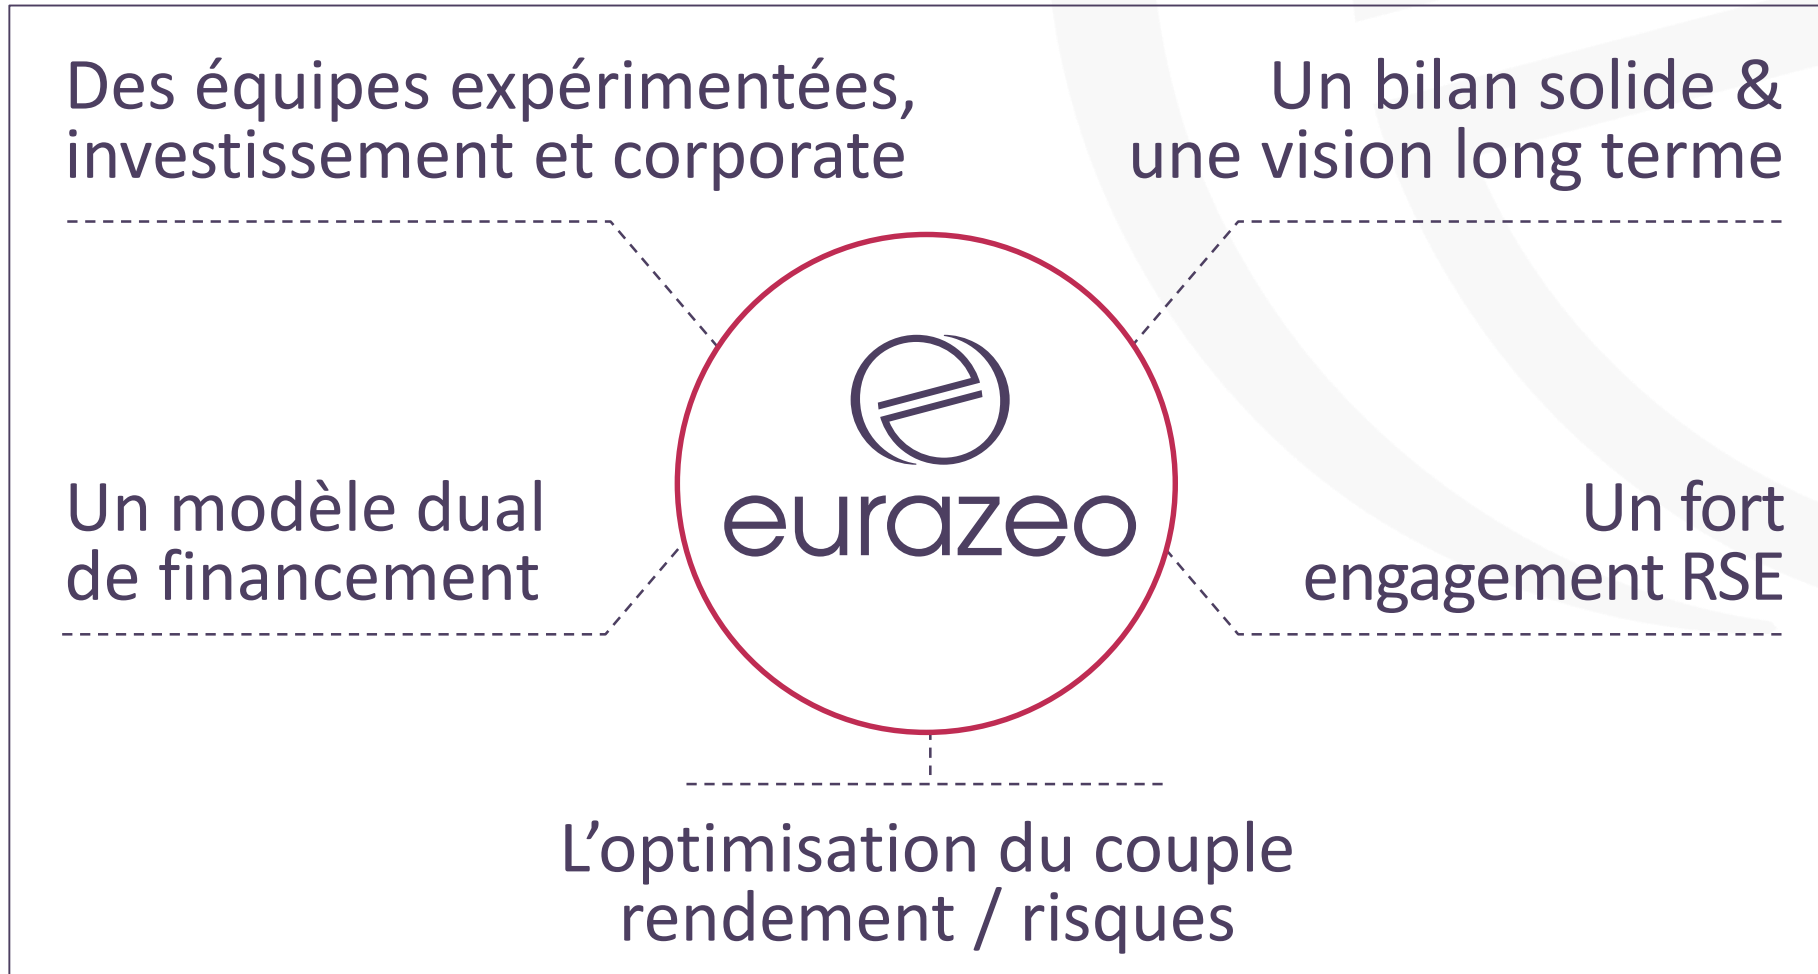 Des équipes expérimentées,
investissement et corporate
Un bilan solide &
une vision long terme
eurazeo
Un modèle dual
de financement
Un fort
engagement RSE
L’optimisation du couple
rendement / risques